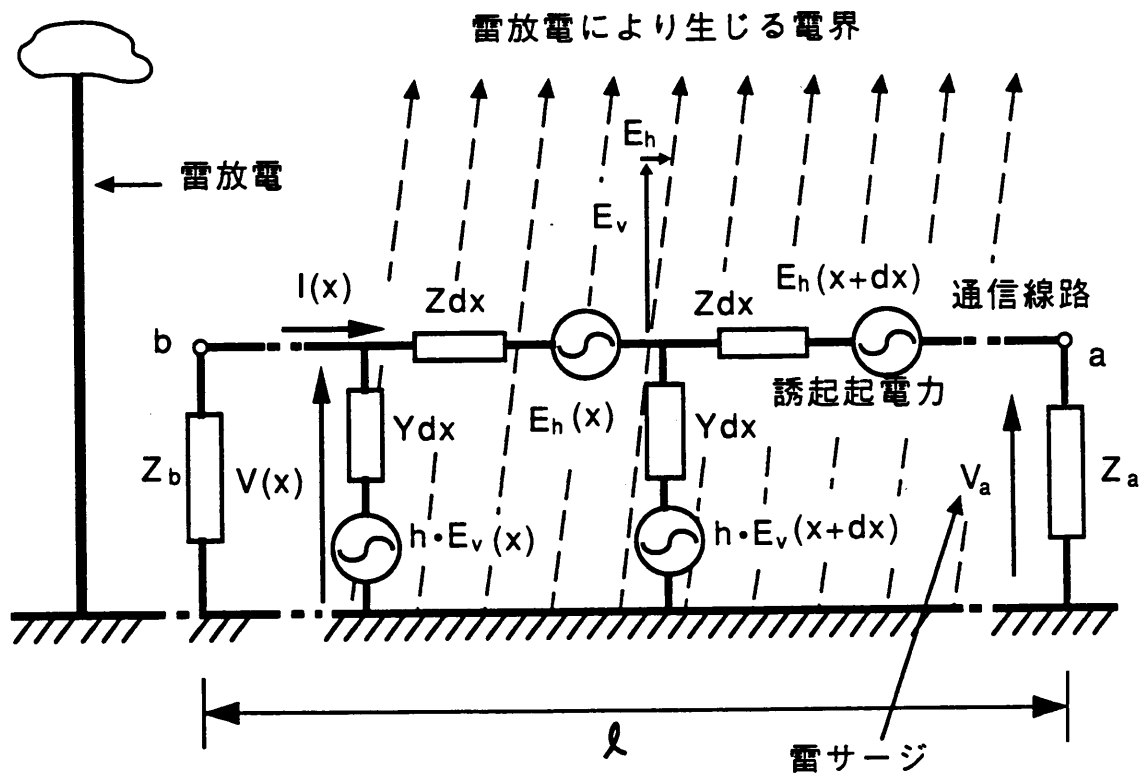 雷放電により生じる電界
雷放電
Eh
Ev
I(x)
Zdx
Zdx
Eh(x+dx)
通信線路
b
a
誘起起電力
Eh(x)
Ydx
Ydx
Zb
V(x)
Va
Za
h・Ev(x)
h・Ev(x+dx)
ℓ
雷サージ